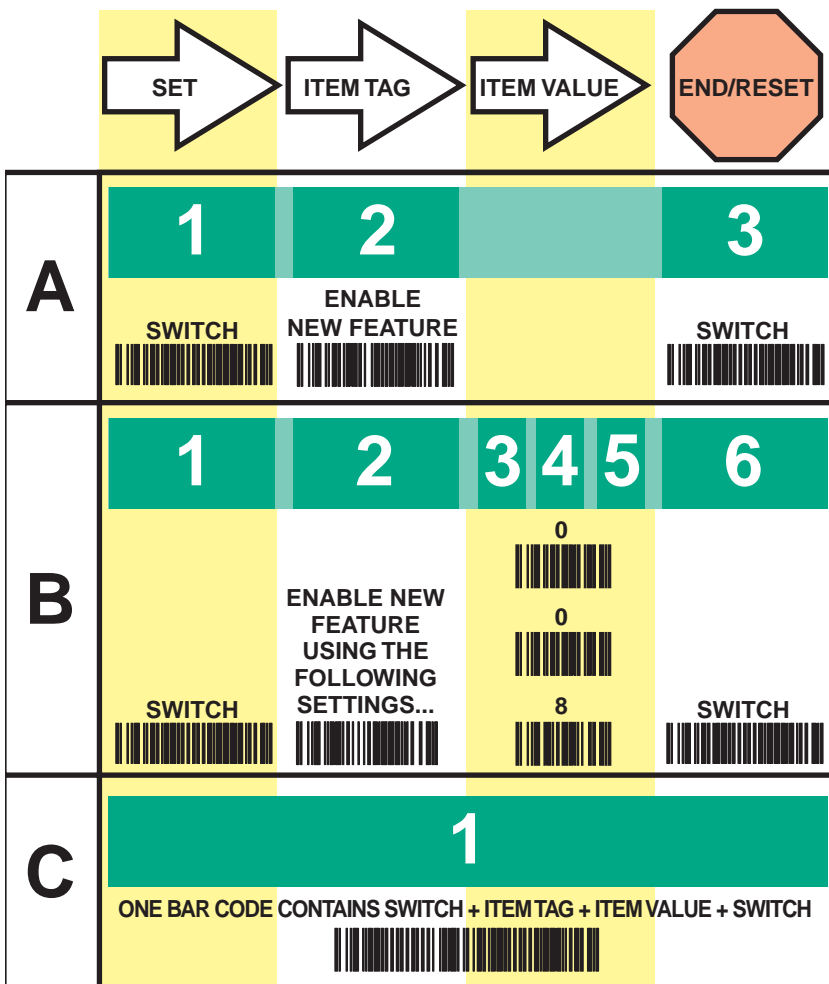 SET
ITEM TAG
ITEM VALUE
END/RESET
A
1
2
3
SWITCH
ENABLE
NEW FEATURE
SWITCH
B
1
2
3
4
5
6
SWITCH
ENABLE NEW
FEATURE
USING THE
FOLLOWING
SETTINGS...
0
0
8
SWITCH
C
1
ONE BAR CODE CONTAINS SWITCH + ITEM TAG + ITEM VALUE + SWITCH